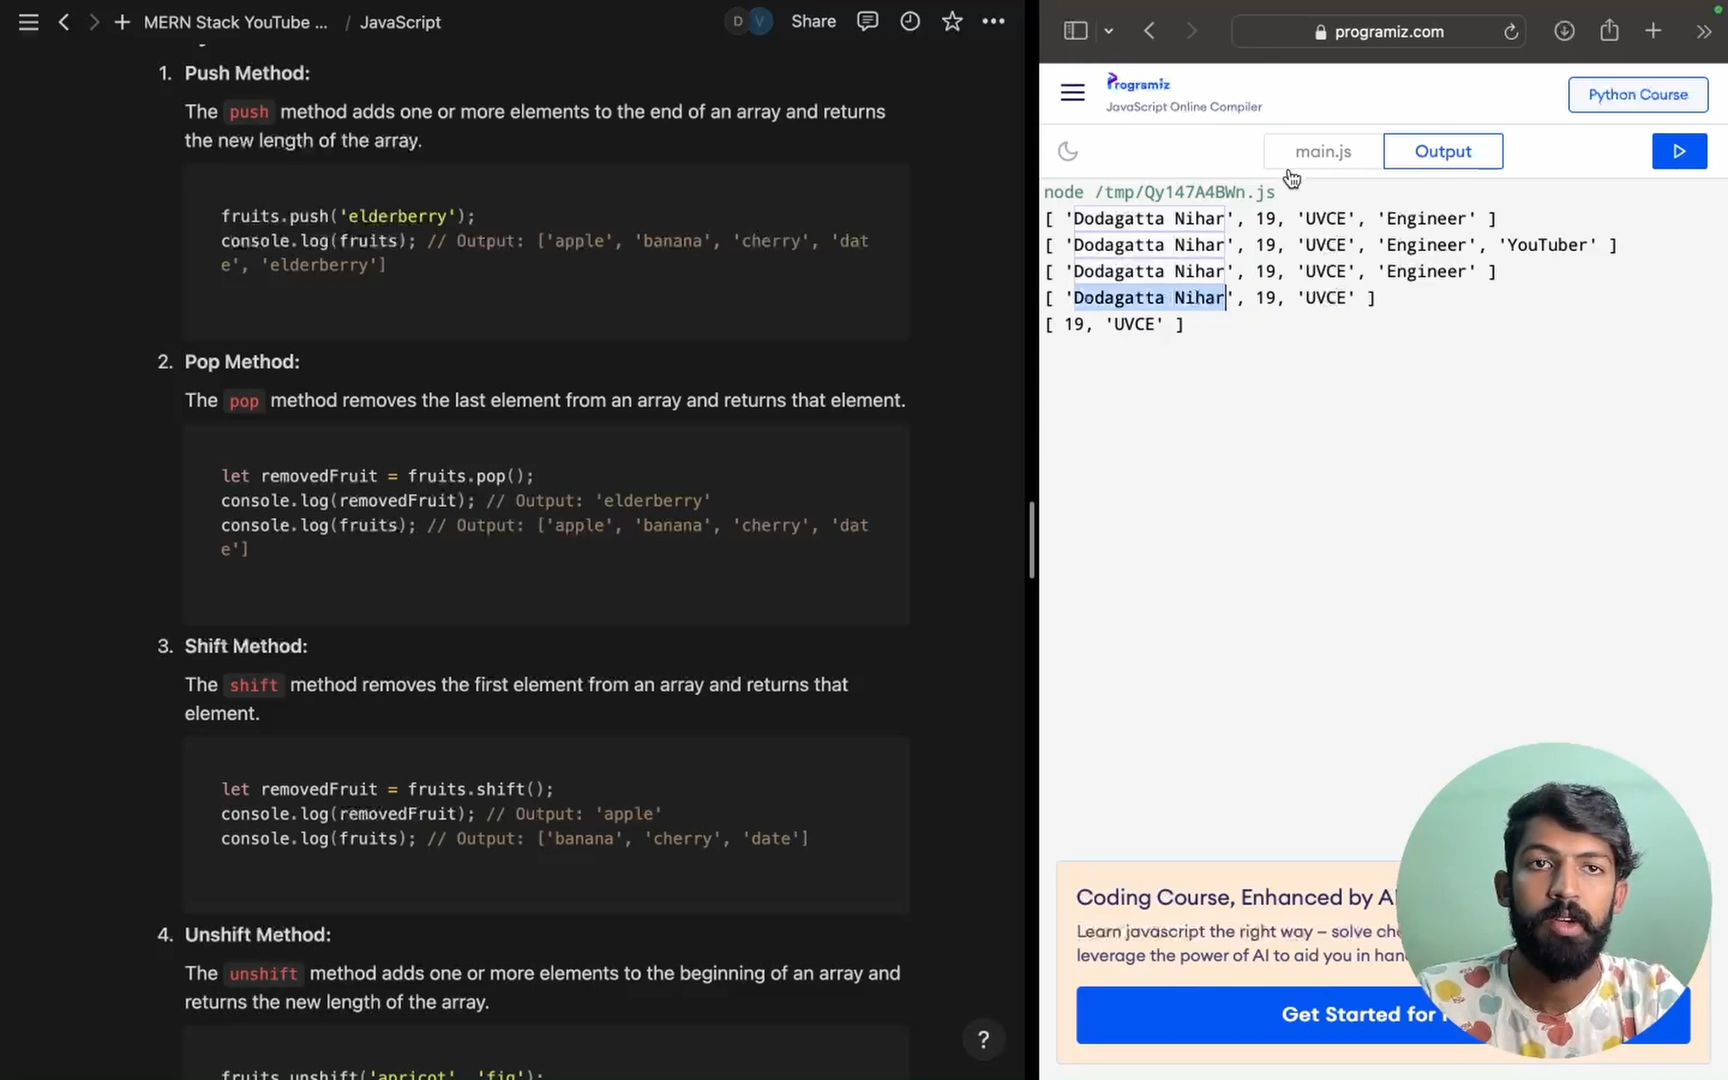 MERN Stack YouTube ... / JavaScript
D V Share
1. Push Method:
The push method adds one or more elements to the end of an array and returns
the new length of the array.
fruits.push('elderberry');
console.log(fruits); // Output: ['apple', 'banana', 'cherry', 'dat
e', 'elderberry']
2. Pop Method:
The pop method removes the last element from an array and returns that element.
let removedFruit = fruits.pop();
console.log(removedFruit); // Output: 'elderberry'
console.log(fruits); // Output: ['apple', 'banana', 'cherry', 'dat
e']
3. Shift Method:
The shift method removes the first element from an array and returns that
element.
let removedFruit = fruits.shift();
console.log(removedFruit); // Output: 'apple'
console.log(fruits); // Output: ['banana', 'cherry', 'date']
4. Unshift Method:
The unshift method adds one or more elements to the beginning of an array and
returns the new length of the array.
fruits.unshift('apricot', 'fig');
?
programiz.com
Programiz
JavaScript Online Compiler
Python Course
main.js
Output
node /tmp/Qy147A4BWn.js
[ 'Dodagatta Nihar', 19, 'UVCE', 'Engineer' ]
[ 'Dodagatta Nihar', 19, 'UVCE', 'Engineer', 'YouTuber' ]
[ 'Dodagatta Nihar', 19, 'UVCE', 'Engineer' ]
[ 'Dodagatta Nihar', 19, 'UVCE' ]
[ 19, 'UVCE' ]
Coding Course, Enhanced by AI
Learn javascript the right way – solve
leverage the power of AI to aid you in
Get Started for